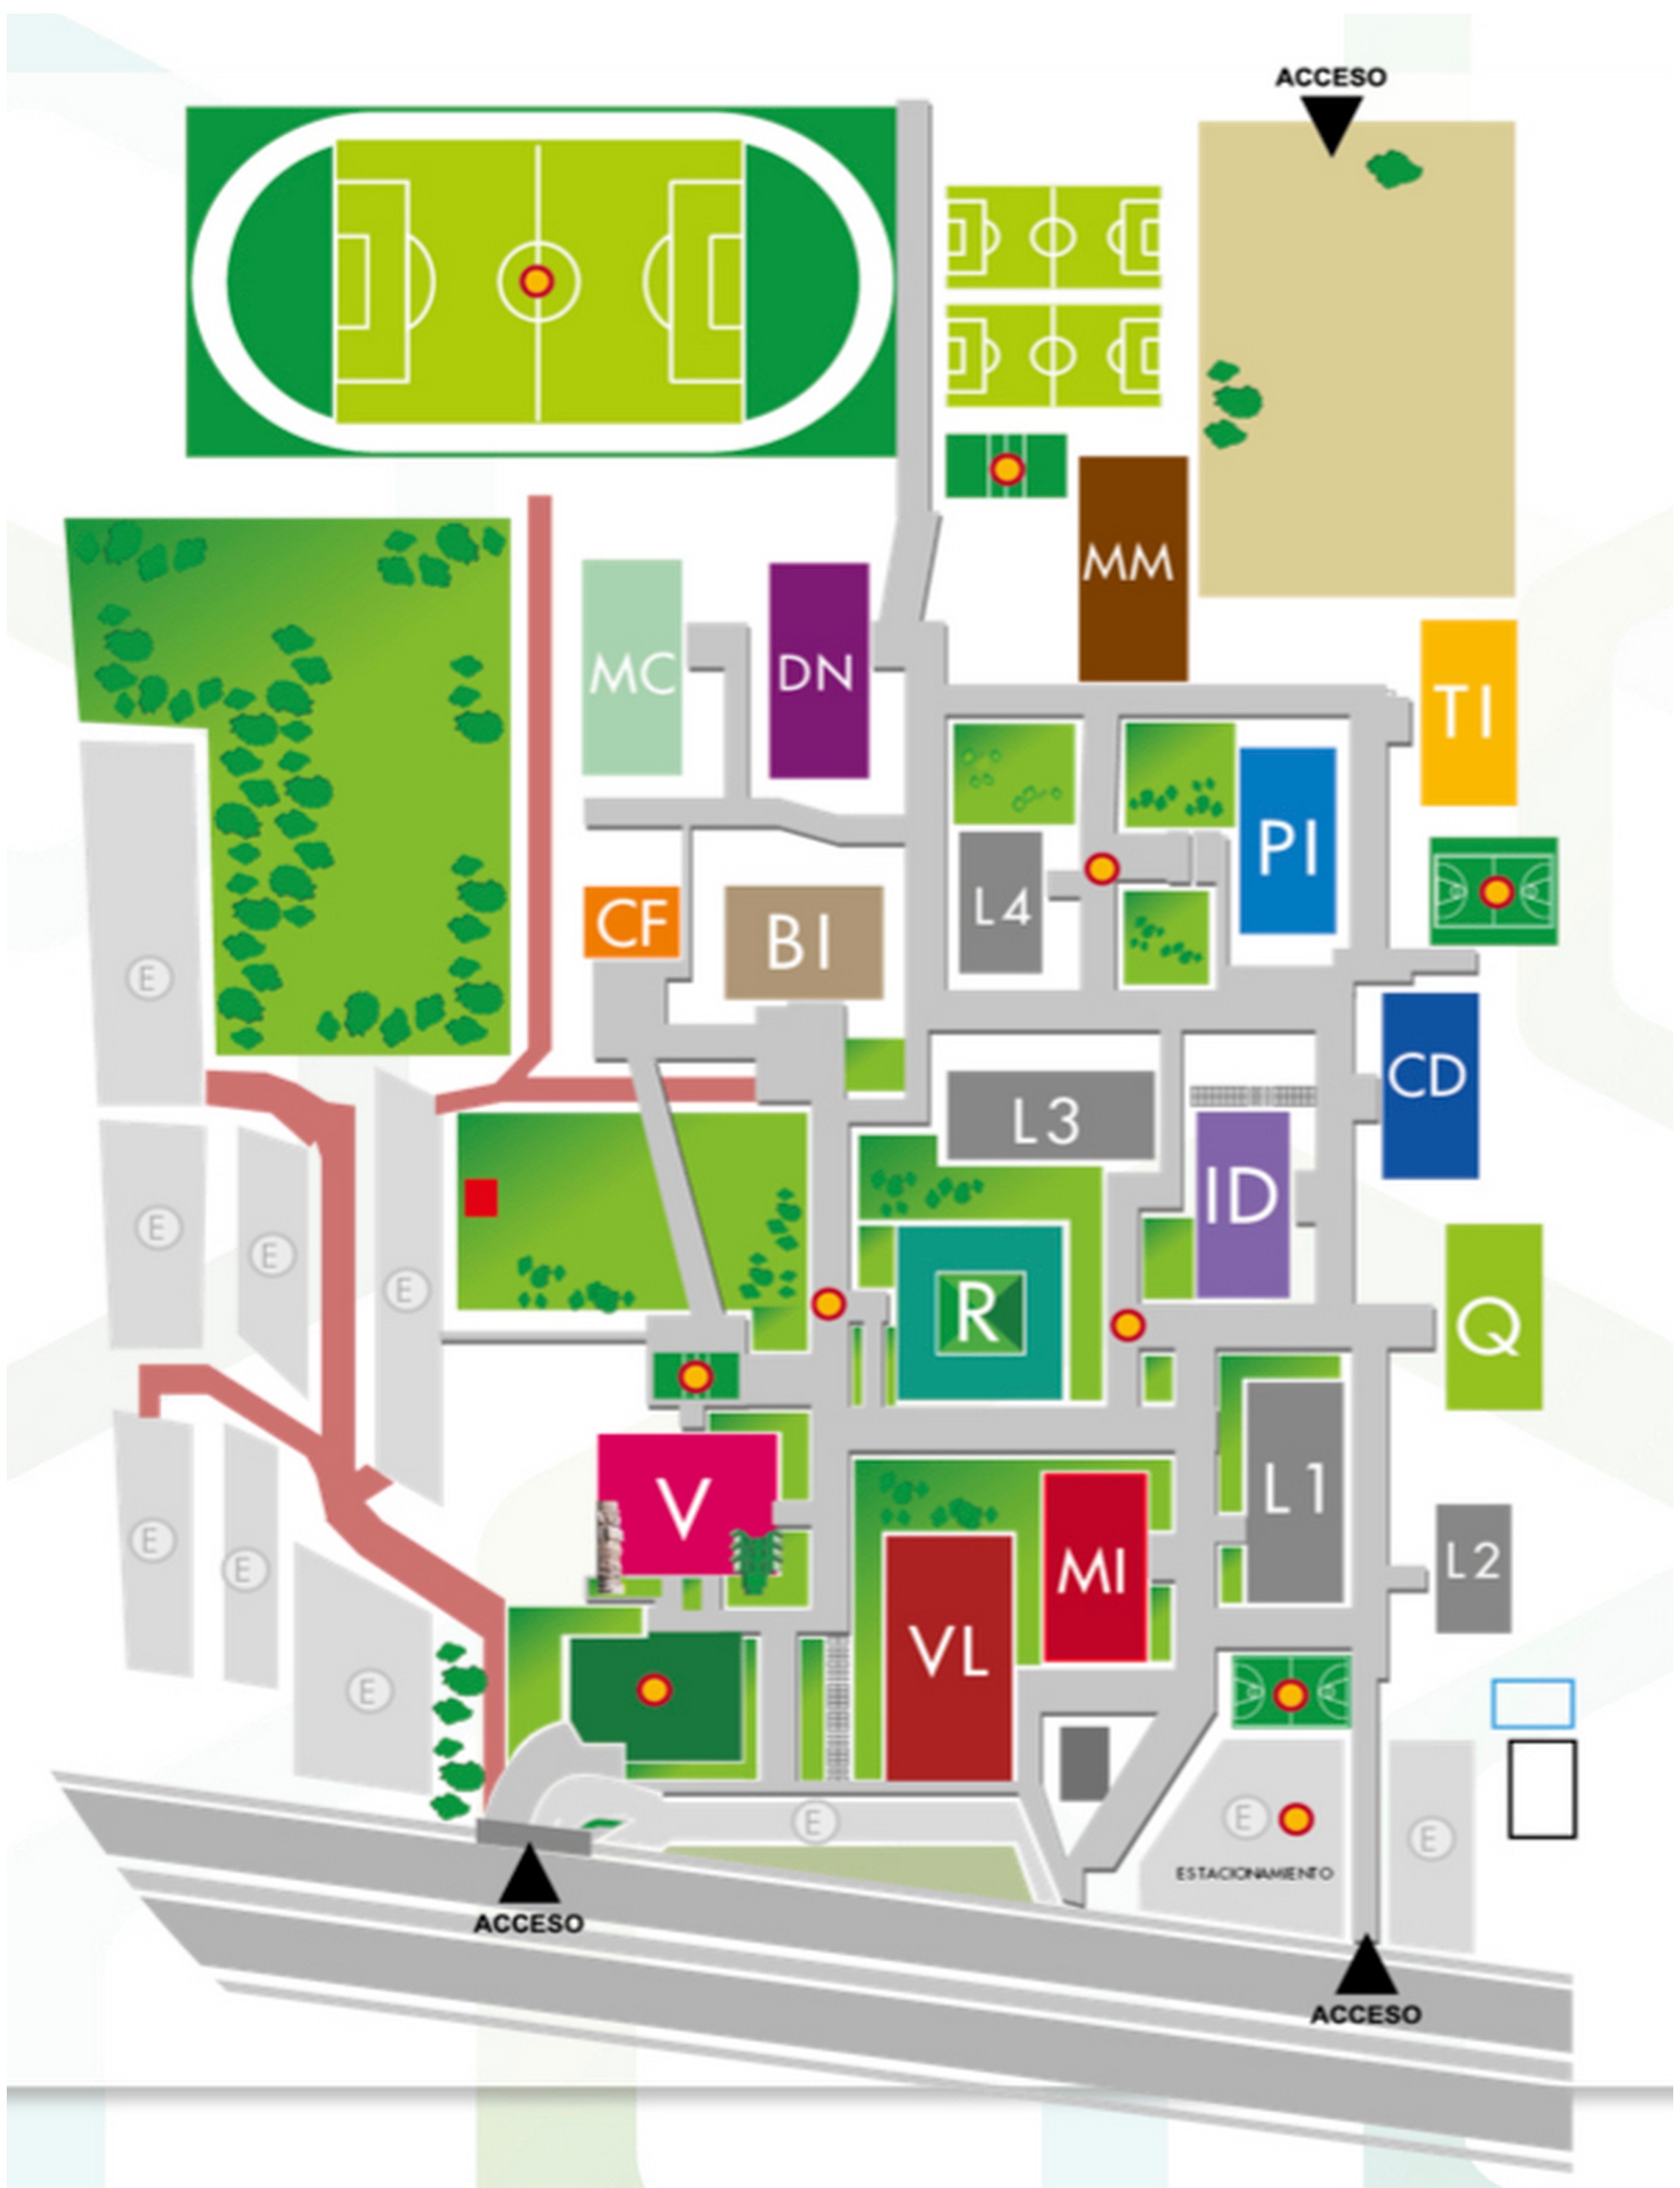 ACCESO
MM
MC
DN
TI
PI
CF
BI
L4
E
CD
L3
ID
E
E
E
R
Q
V
L1
E
E
MI
L2
VL
E
E
E
E
ESTACIONAMIENTO
ACCESO
ACCESO